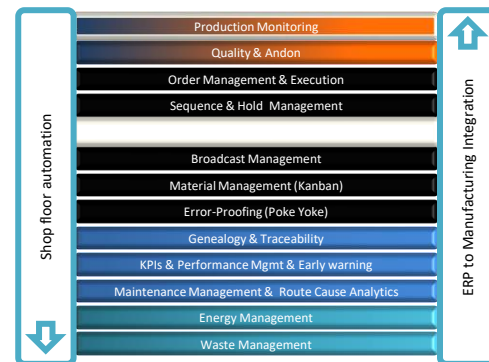 Production Monitoring
Quality & Andon
Order Management & Execution
Sequence & Hold Management
Broadcast Management
Material Management (Kanban)
Error-Proofing (Poke Yoke)
Genealogy & Traceability
KPIs & Performance Mgmt & Early warning
Maintenance Management & Route Cause Analytics
Energy Management
Waste Management
Shop floor automation
ERP to Manufacturing Integration